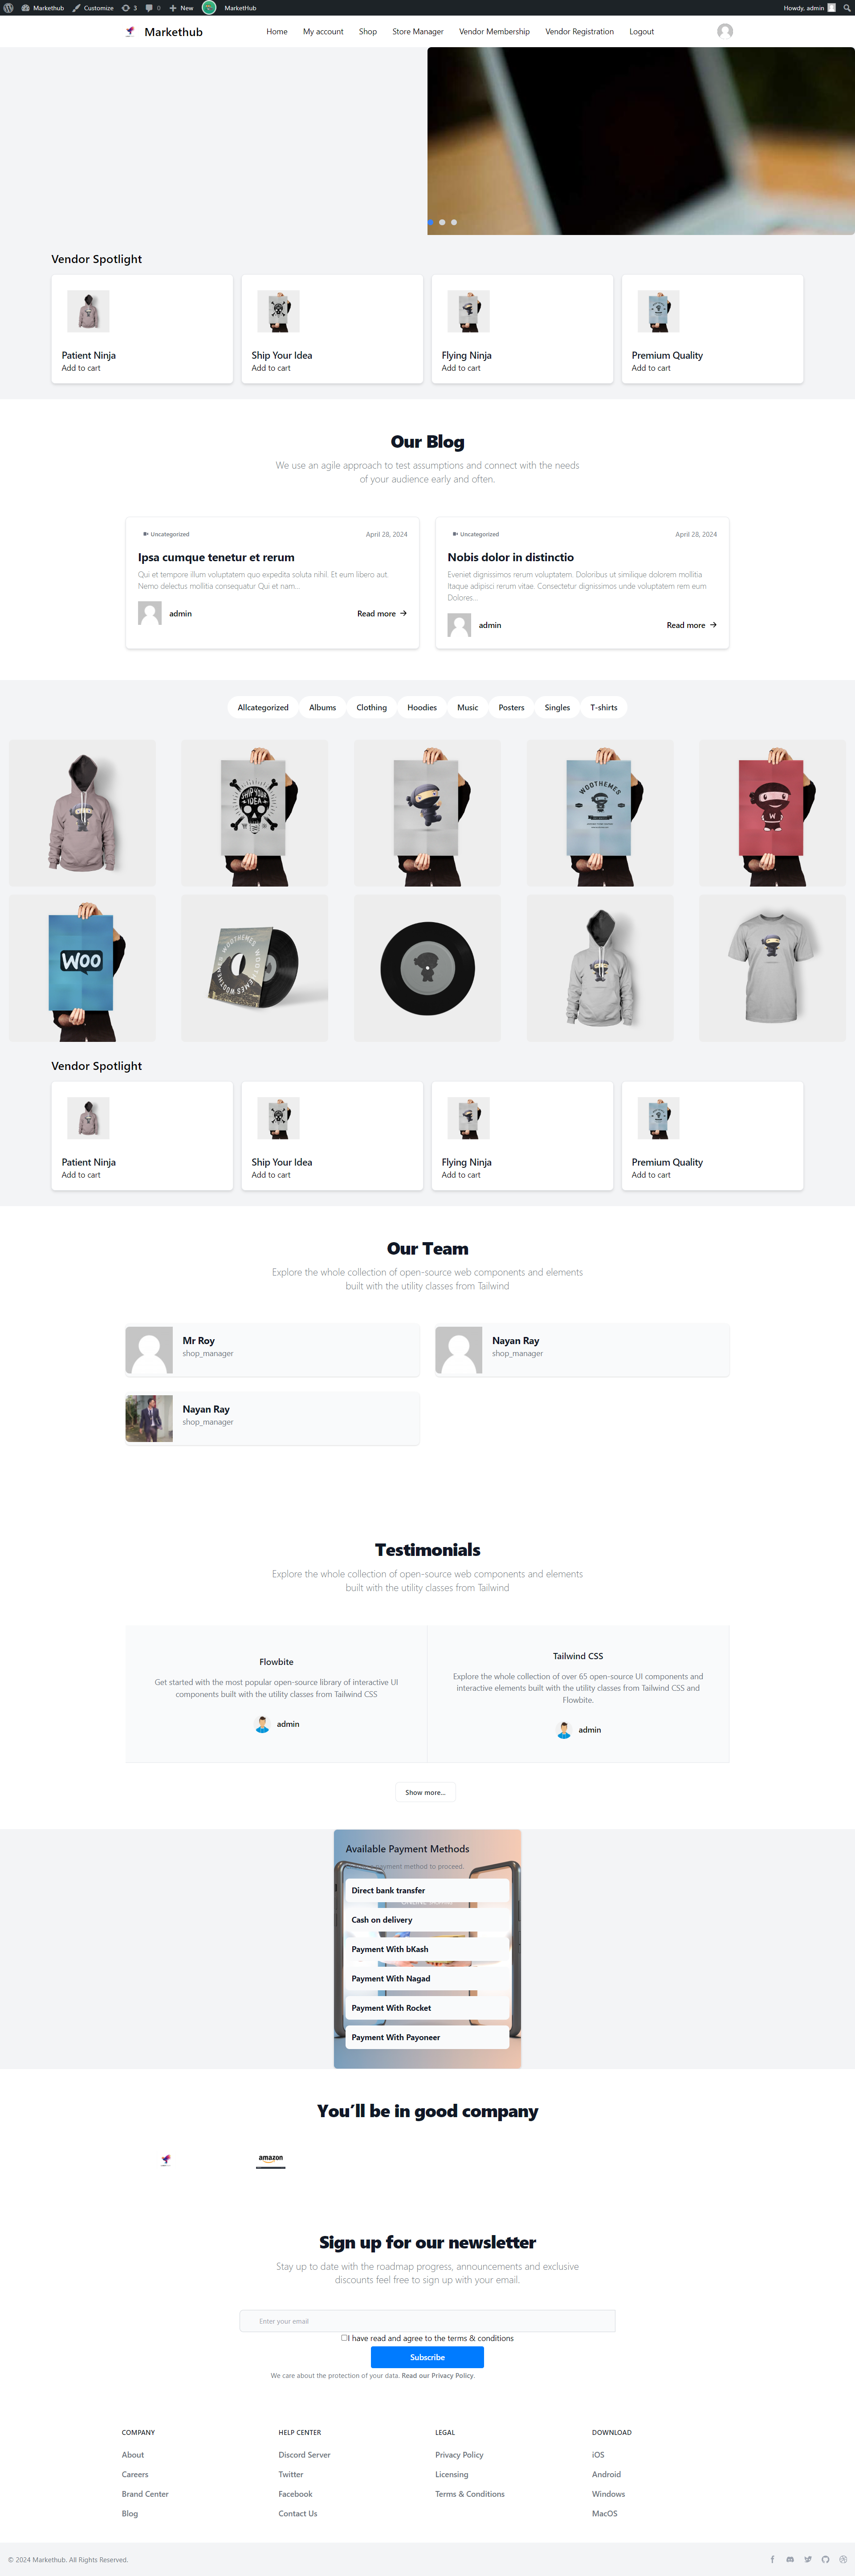 Markethub Customize 3 0 New MarketHub Howdy, admin
Markethub Home My account Shop Store Manager Vendor Membership Vendor Registration Logout
Vendor Spotlight
Patient Ninja Ship Your Idea Flying Ninja Premium Quality
Add to cart Add to cart Add to cart Add to cart
Our Blog
We use an agile approach to test assumptions and connect with the needs
of your audience early and often.
Uncategorized April 28, 2024
Ipsa cumque tenetur et rerum
Qui et tempore illum voluptatem quo expedita soluta nihil. Et eum libero aut.
Nemo delectus mollitia consequatur Qui et nam...
admin Read more
Uncategorized April 28, 2024
Nobis dolor in distinctio
Eveniet dignissimos rerum voluptatem. Doloribus ut similique dolorem mollitia
Itaque adipisci rerum vitae. Consectetur dignissimos unde voluptatem rem eum
Dolores...
admin Read more
Allcategorized Albums Clothing Hoodies Music Posters Singles T-shirts
SHIP YOUR
IDEA
WOOTHEMES
W
WOO
WOOTHEMES WOOTHEMES
Vendor Spotlight
Patient Ninja Ship Your Idea Flying Ninja Premium Quality
Add to cart Add to cart Add to cart Add to cart
Our Team
Explore the whole collection of open-source web components and elements
built with the utility classes from Tailwind
Mr Roy
shop_manager
Nayan Ray
shop_manager
Nayan Ray
shop_manager
Testimonials
Explore the whole collection of open-source web components and elements
built with the utility classes from Tailwind
Flowbite
Get started with the most popular open-source library of interactive UI
components built with the utility classes from Tailwind CSS
admin
Tailwind CSS
Explore the whole collection of over 65 open-source UI components and
interactive elements built with the utility classes from Tailwind CSS and
Flowbite.
admin
Show more...
Available Payment Methods
payment method to proceed.
Direct bank transfer
Cash on delivery
Payment With bKash
Payment With Nagad
Payment With Rocket
Payment With Payoneer
You'll be in good company
amazon
Sign up for our newsletter
Stay up to date with the roadmap progress, announcements and exclusive
discounts feel free to sign up with your email.
Enter your email
I have read and agree to the terms & conditions
Subscribe
We care about the protection of your data. Read our Privacy Policy.
COMPANY
About
Careers
Brand Center
Blog
HELP CENTER
Discord Server
Twitter
Facebook
Contact Us
LEGAL
Privacy Policy
Licensing
Terms & Conditions
DOWNLOAD
iOS
Android
Windows
MacOS
© 2024 Markethub. All Rights Reserved.